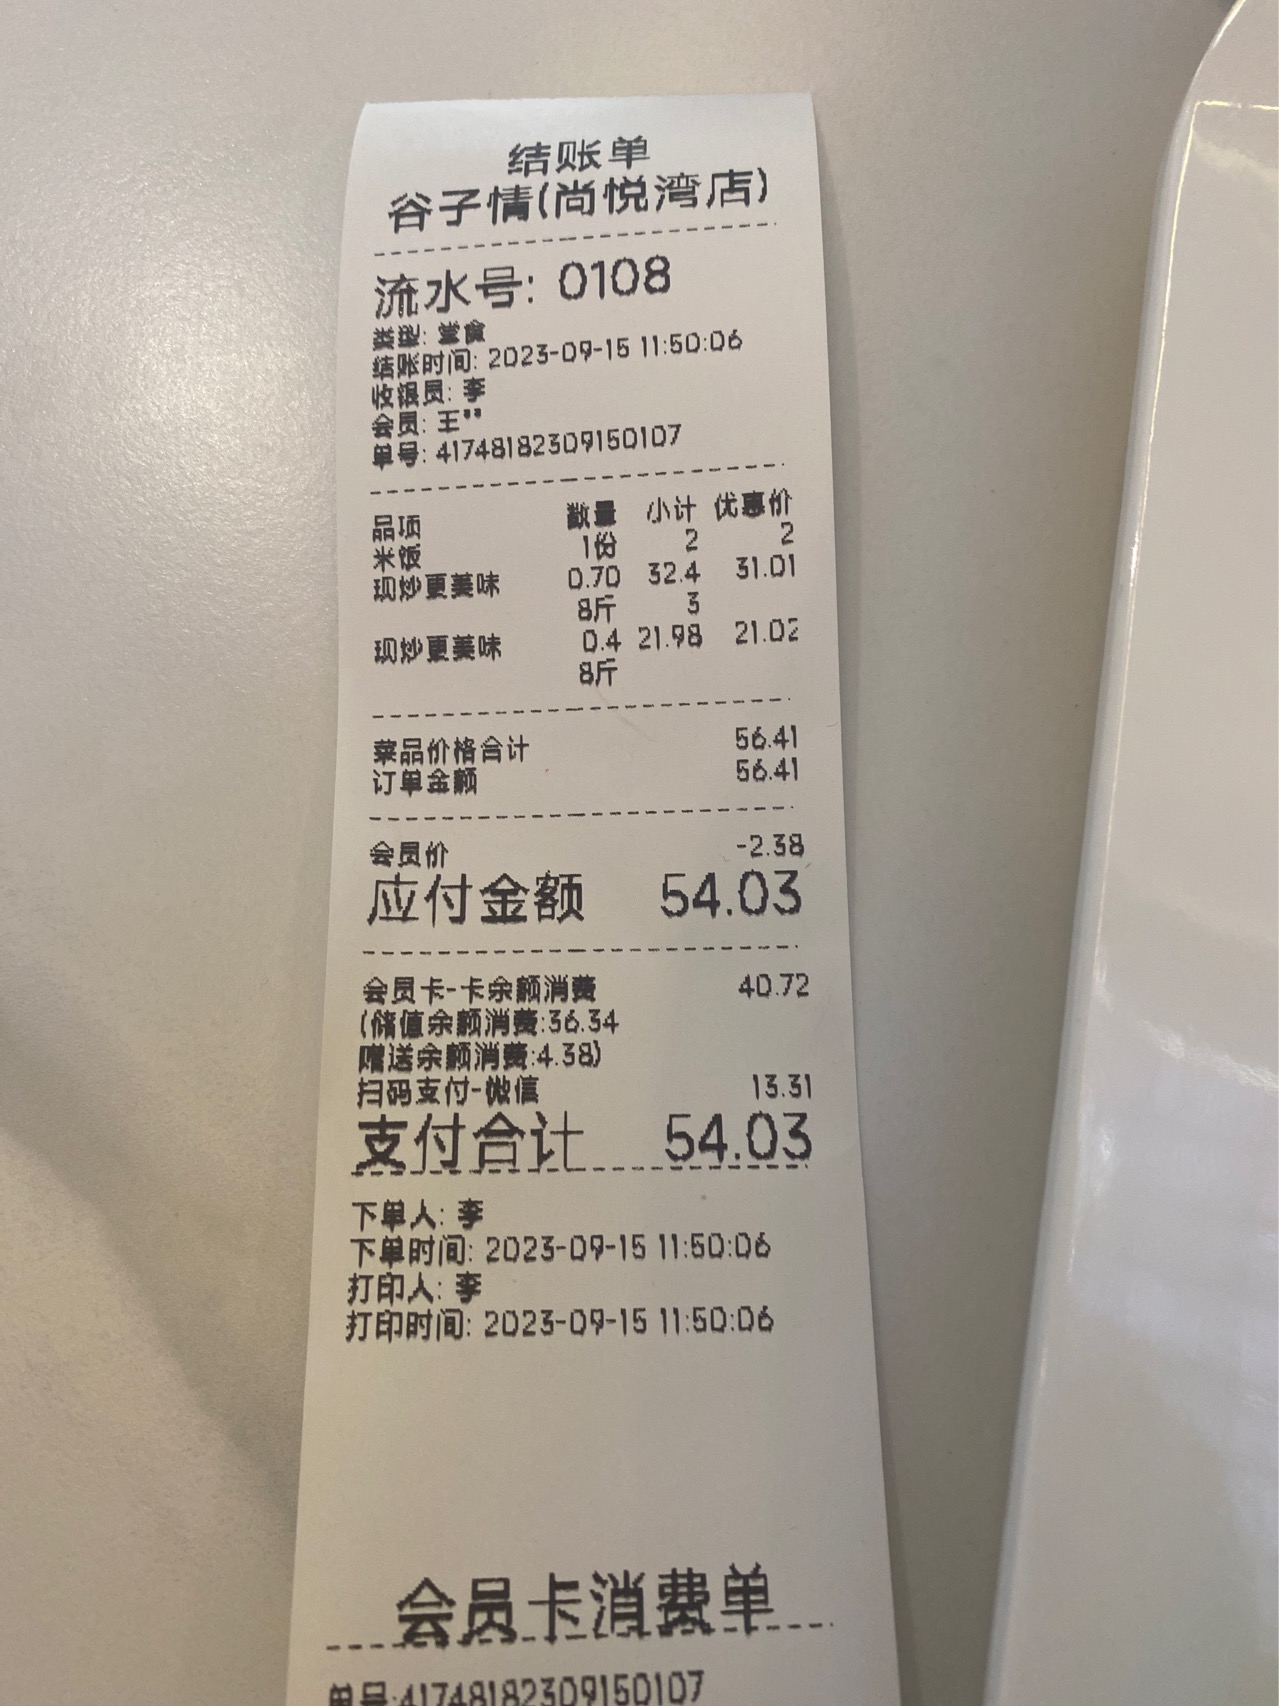 结账单
谷子情(尚悦湾店)
流水号: 0108
类型: 堂食
结账时间: 2023-09-15 11:50:06
收银员: 李
会员: 王**
单号: 41748182309150107
品项 数量 小计 优惠价
米饭 1份 2 2
现炒更美味 0.70 32.4 31.01
8斤 3
现炒更美味 0.4 21.98 21.02
8斤
菜品价格合计 56.41
订单金额 56.41
会员价 -2.38
应付金额 54.03
会员卡-卡余额消费 40.72
(储值余额消费:36.34
赠送余额消费:4.38)
扫码支付-微信 13.31
支付合计 54.03
下单人: 李
下单时间: 2023-09-15 11:50:06
打印人: 李
打印时间: 2023-09-15 11:50:06
会员卡消费单
单号:41748182309150107